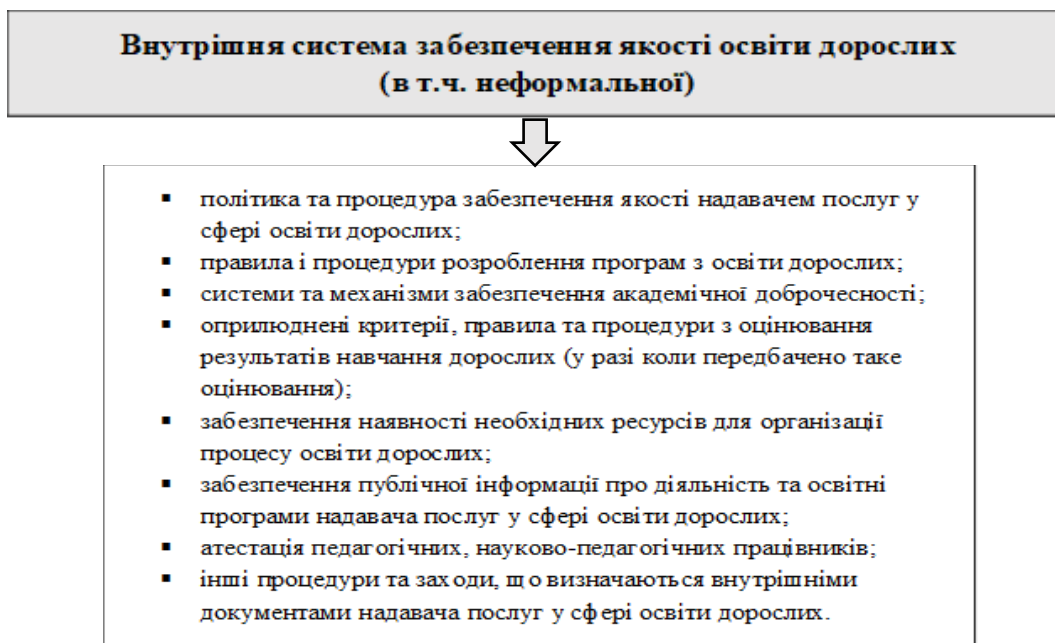 Внутрішня система забезпечення якості освіти дорослих
(в т.ч. неформальної)
▪ політика та процедура забезпечення якості надавачем послуг у
сфері освіти дорослих;
▪ правила і процедури розроблення програм з освіти дорослих;
▪ системи та механізми забезпечення академічної доброчесності;
▪ оприлюднені критерії, правила та процедури з оцінювання
результатів навчання дорослих (у разі коли передбачено таке
оцінювання);
▪ забезпечення наявності необхідних ресурсів для організації
процесу освіти дорослих;
▪ забезпечення публічної інформації про діяльність та освітні
програми надавача послуг у сфері освіти дорослих;
▪ атестація педагогічних, науково-педагогічних працівників;
▪ інші процедури та заходи, що визначаються внутрішніми
документами надавача послуг у сфері освіти дорослих.